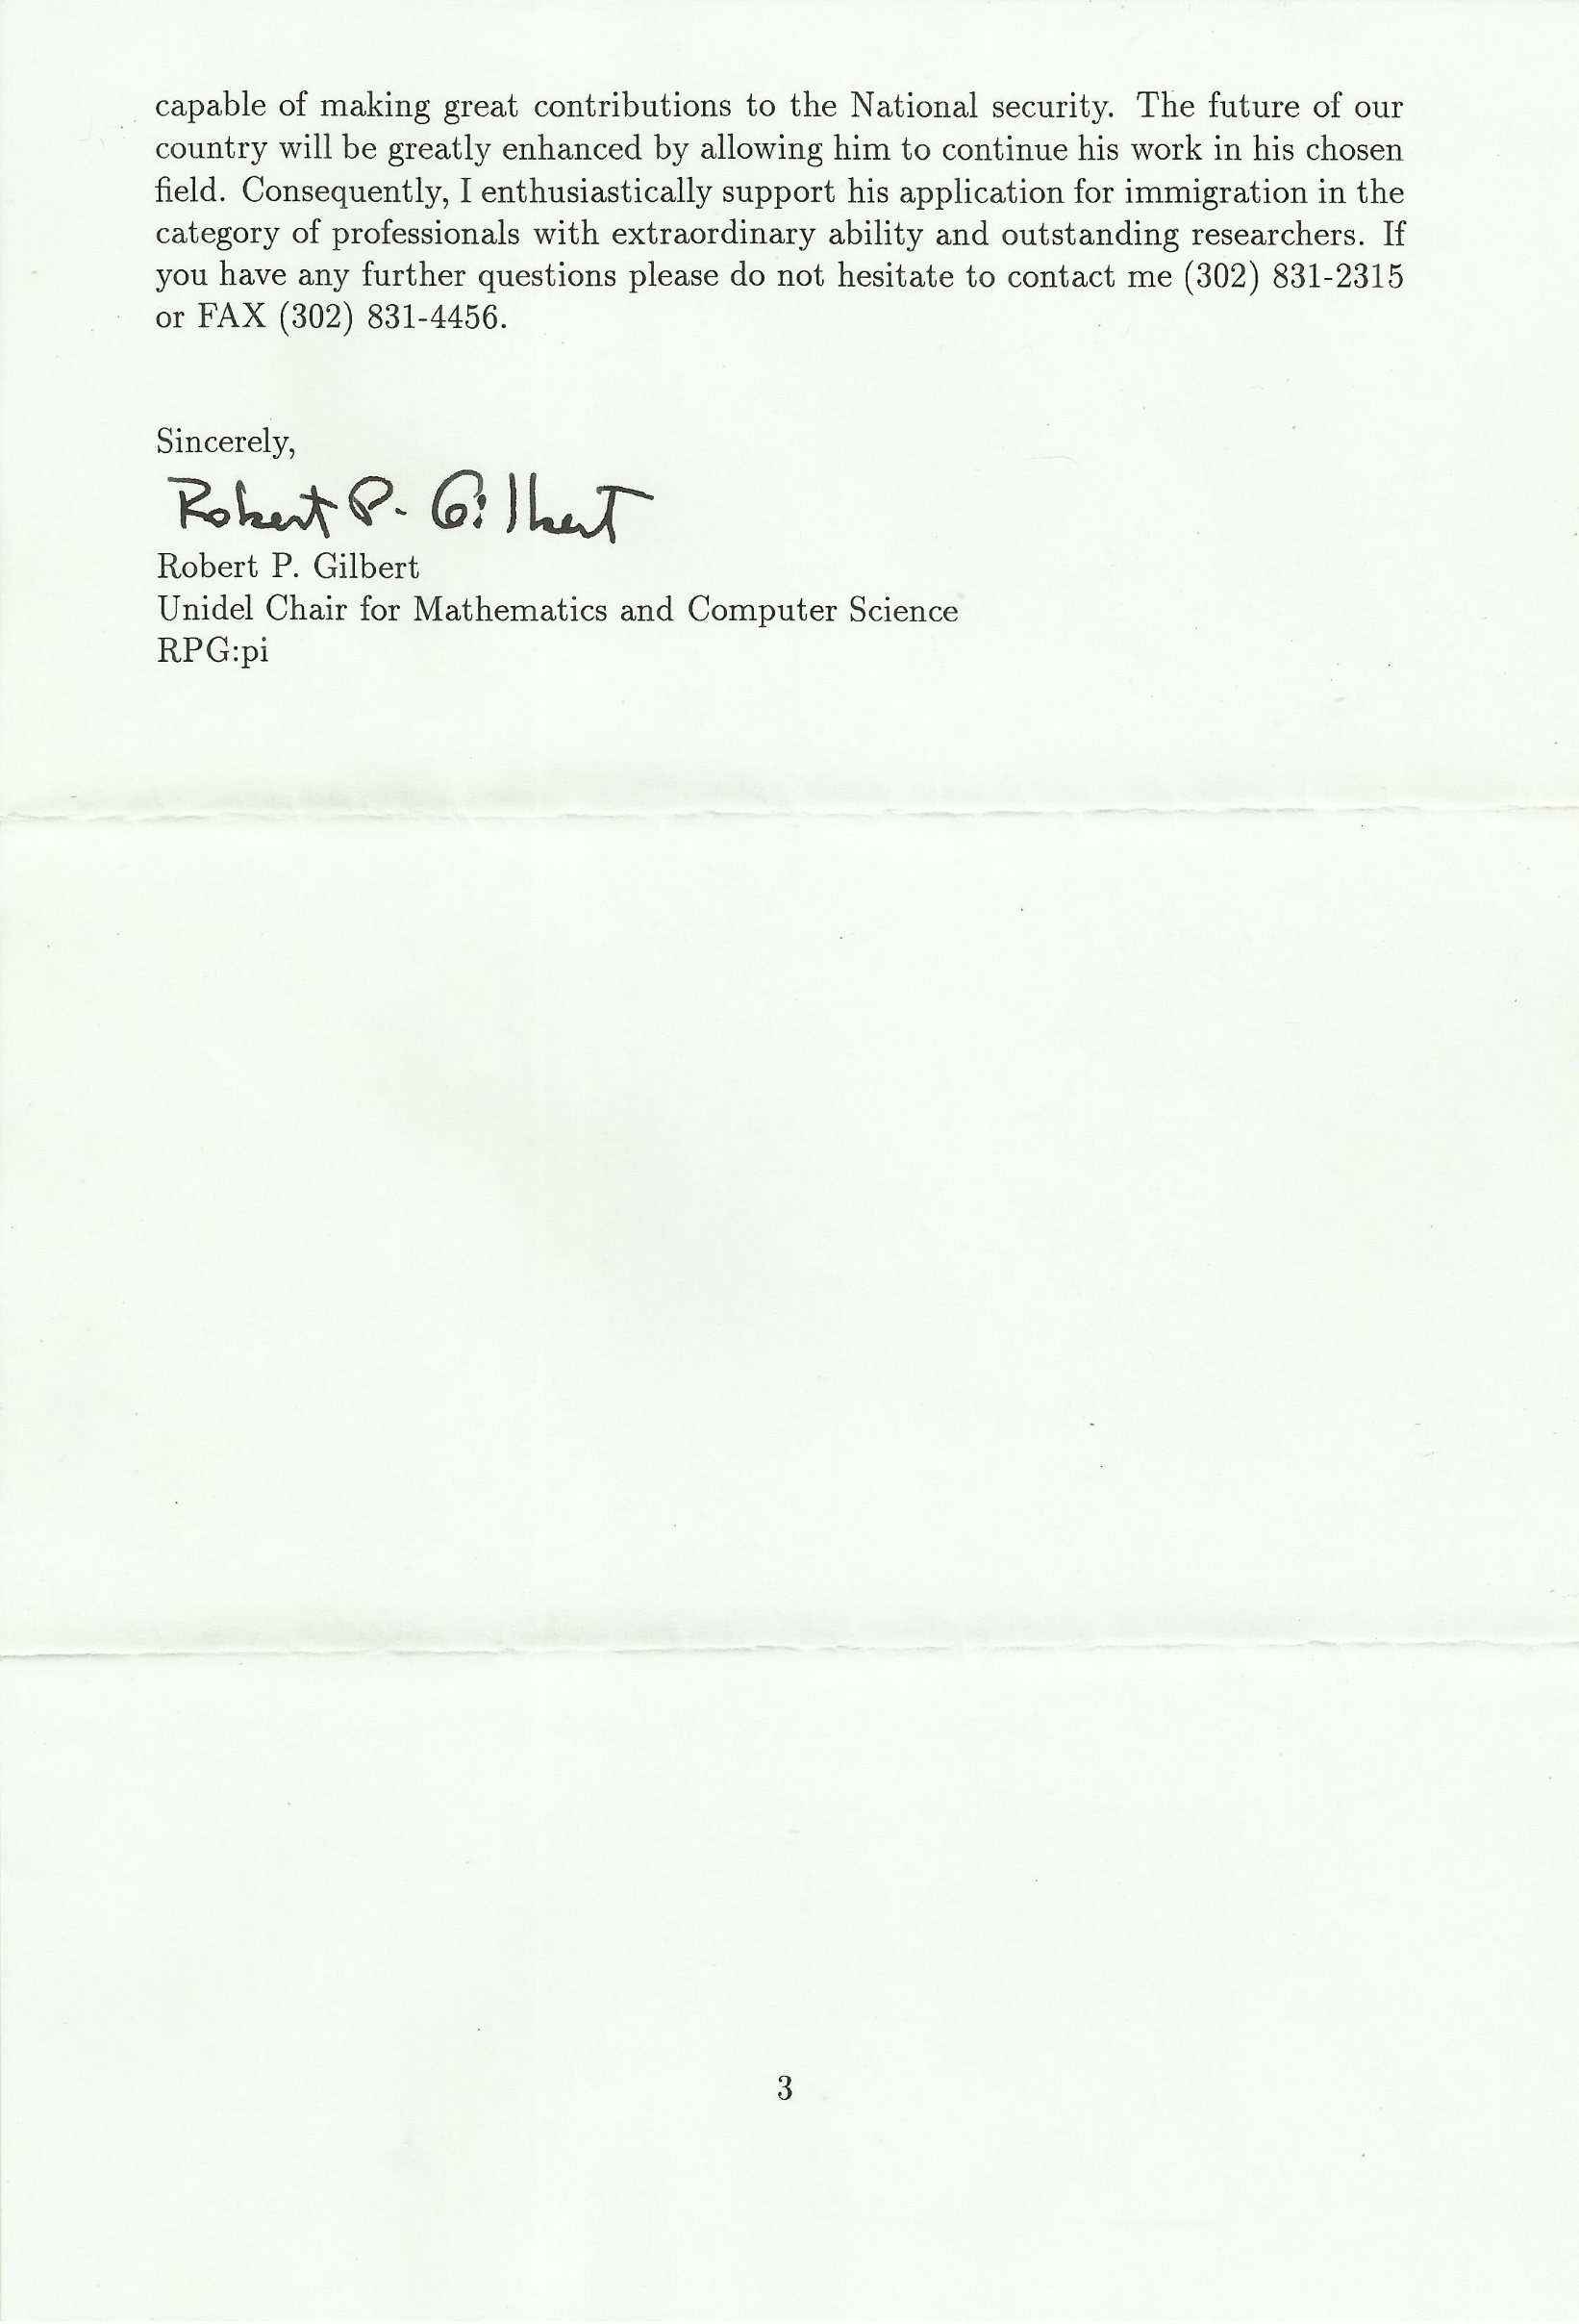 capable of making great contributions to the National security. The future of our
country will be greatly enhanced by allowing him to continue his work in his chosen
field. Consequently, I enthusiastically support his application for immigration in the
category of professionals with extraordinary ability and outstanding researchers. If
you have any further questions please do not hesitate to contact me (302) 831-2315
or FAX (302) 831-4456.
Sincerely,
Robert P. Gilbert
Robert P. Gilbert
Unidel Chair for Mathematics and Computer Science
RPG:pi
3